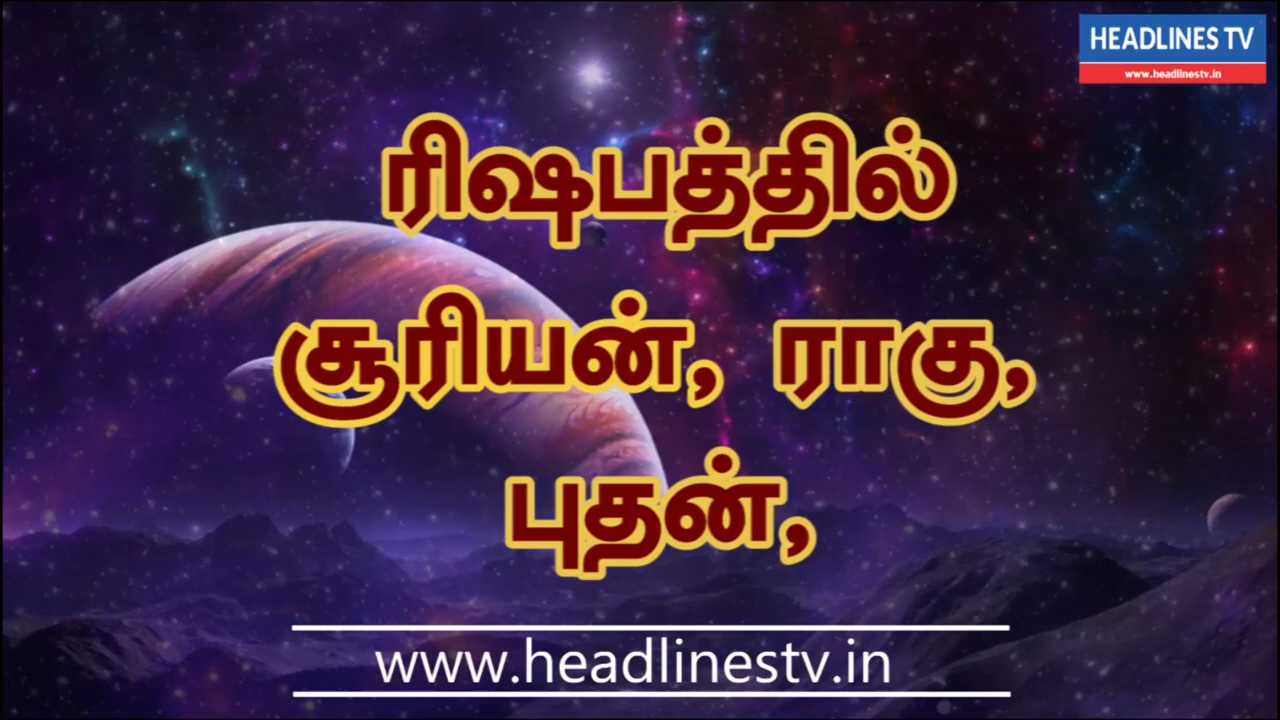 HEADLINES TV
www.headlinestv.in
ரிஷபத்தில்
சூரியன், ராகு,
புதன்,
www.headlinestv.in